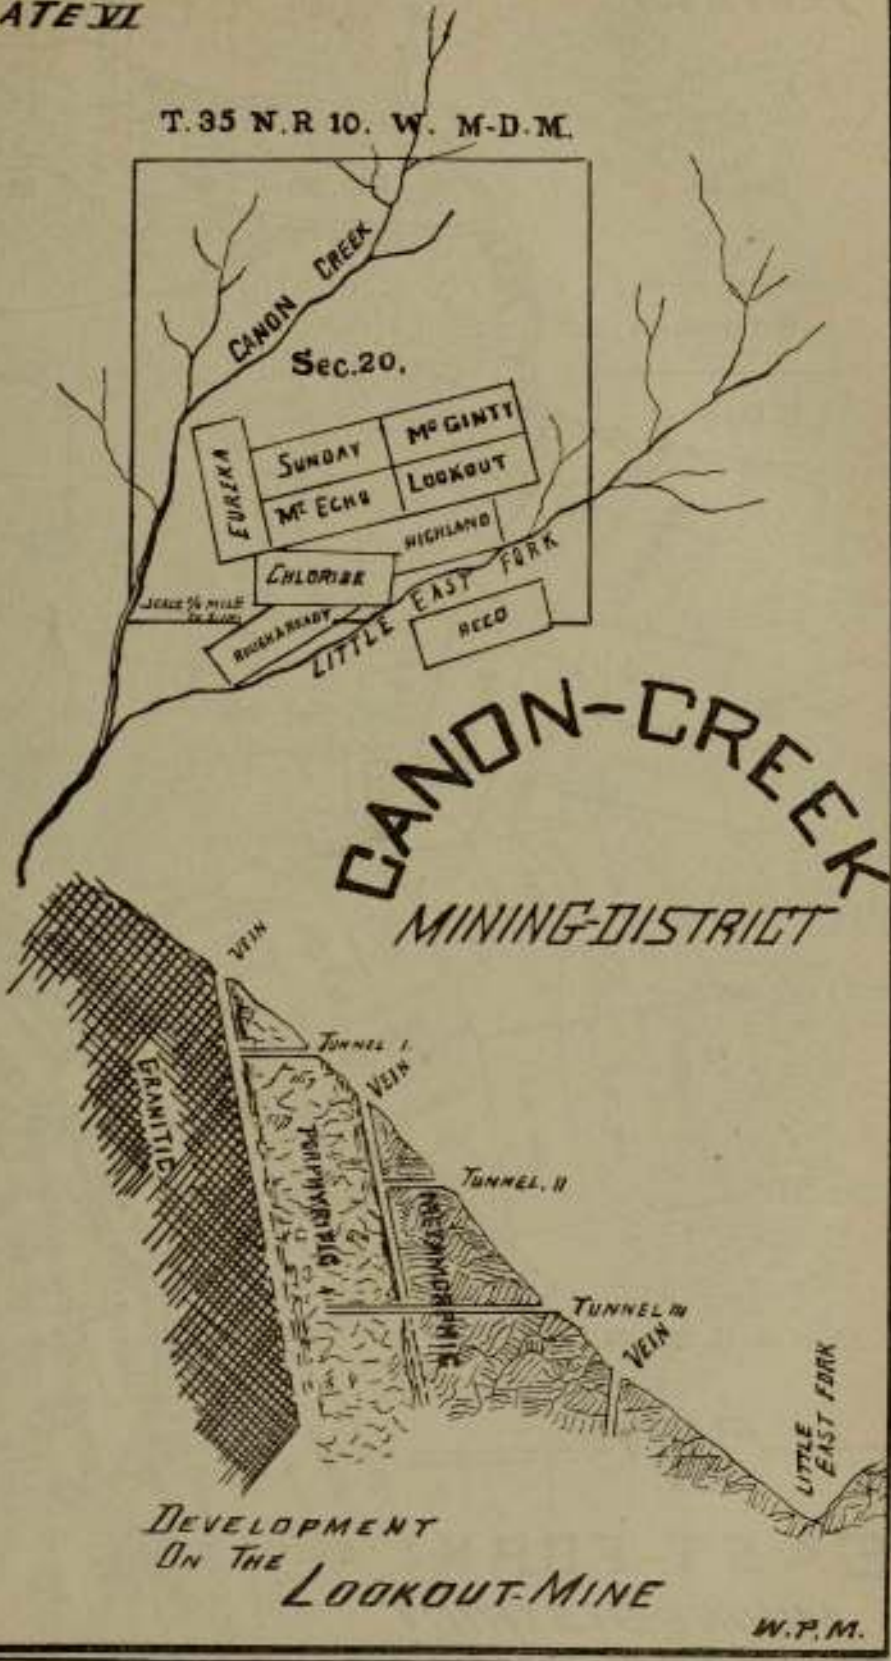 ATE VI
T. 35 N. R 10. W. M-D-M.
CANON CREEK
Sec. 20.
EUREKA
SUNDAY
Mc GINTY
Mt ECHO
LOOKOUT
HIGHLAND
CHLORIDE
ROUGH & READY
LITTLE EAST FORK
REED
CANON-CREEK
MINING-DISTRICT
VEIN
TUNNEL I.
VEIN
GRANITIC
PORPHYRITIC
TUNNEL. II
METAMORPHIC
TUNNEL III
VEIN
LITTLE
EAST FORK
DEVELOPMENT
ON THE
LOOKOUT-MINE
W.P.M.